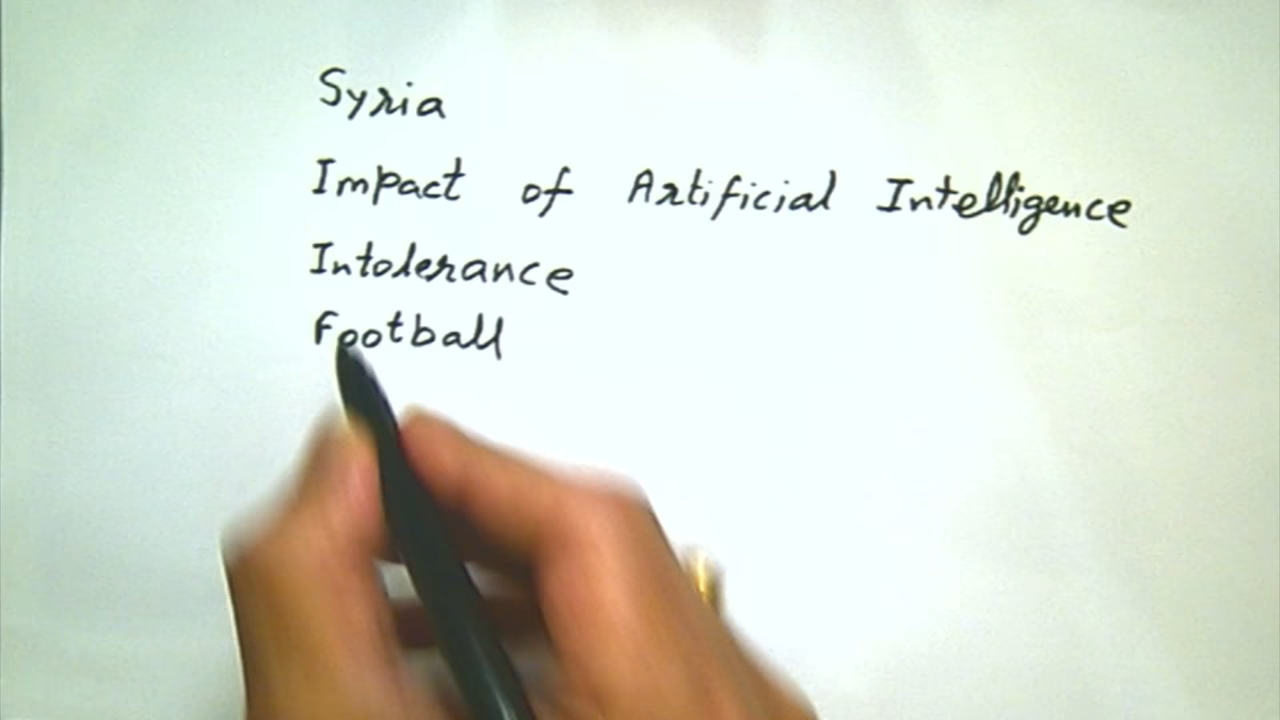 Syria
Impact of Artificial Intelligence
Intolerance
Football